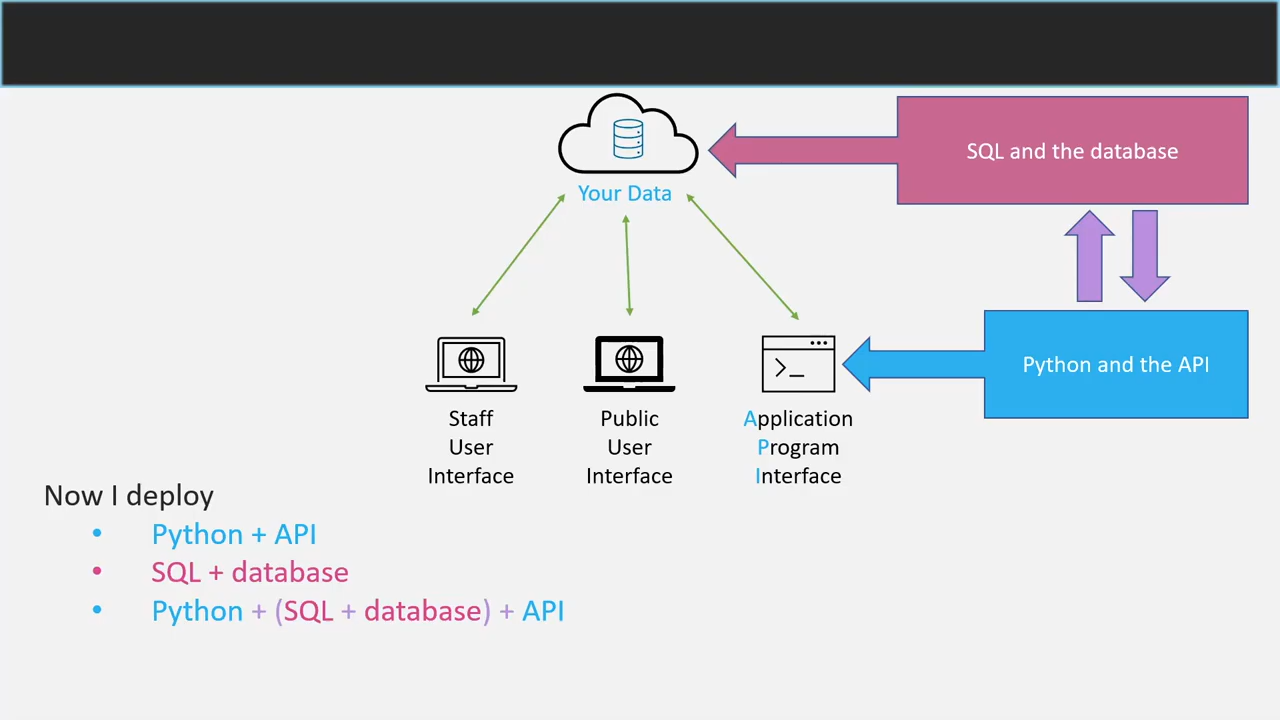 SQL and the database
Your Data
Python and the API
Staff
User
Interface
Public
User
Interface
Application
Program
Interface
Now I deploy
• Python + API
• SQL + database
• Python + (SQL + database) + API